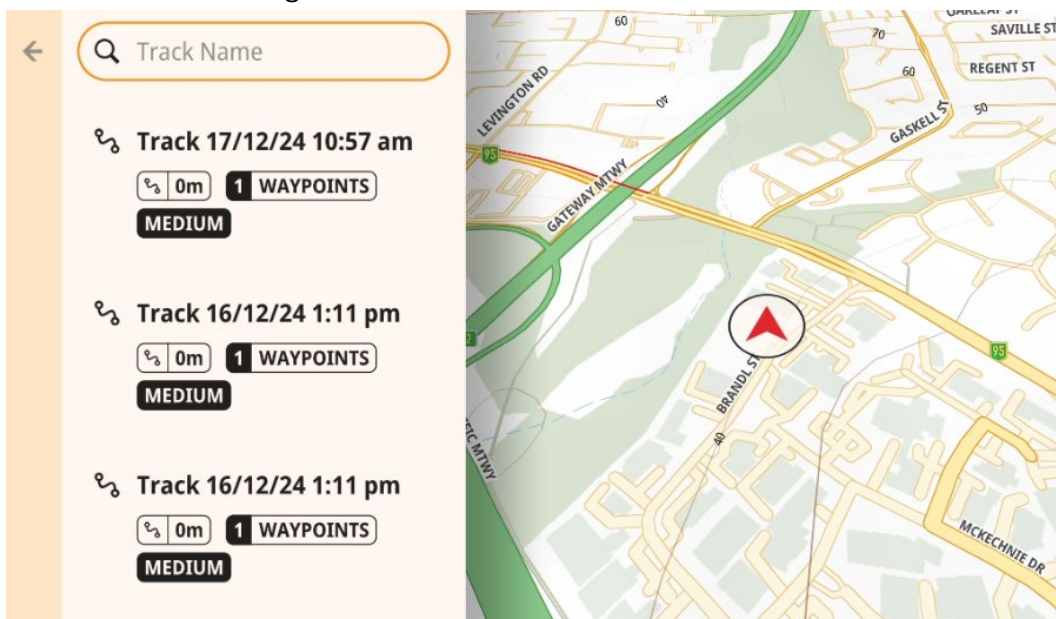 Track Name
Track 17/12/24 10:57 am
0m 1 WAYPOINTS
MEDIUM
Track 16/12/24 1:11 pm
0m 1 WAYPOINTS
MEDIUM
Track 16/12/24 1:11 pm
0m 1 WAYPOINTS
MEDIUM
SAVILLE ST
60
70
60
REGENT ST
LEVINGTON RD
40
50
GASKELL ST
95
GATEWAY MTWY
95
BRANDL ST
40
MTWY
MCKECHNIE DR